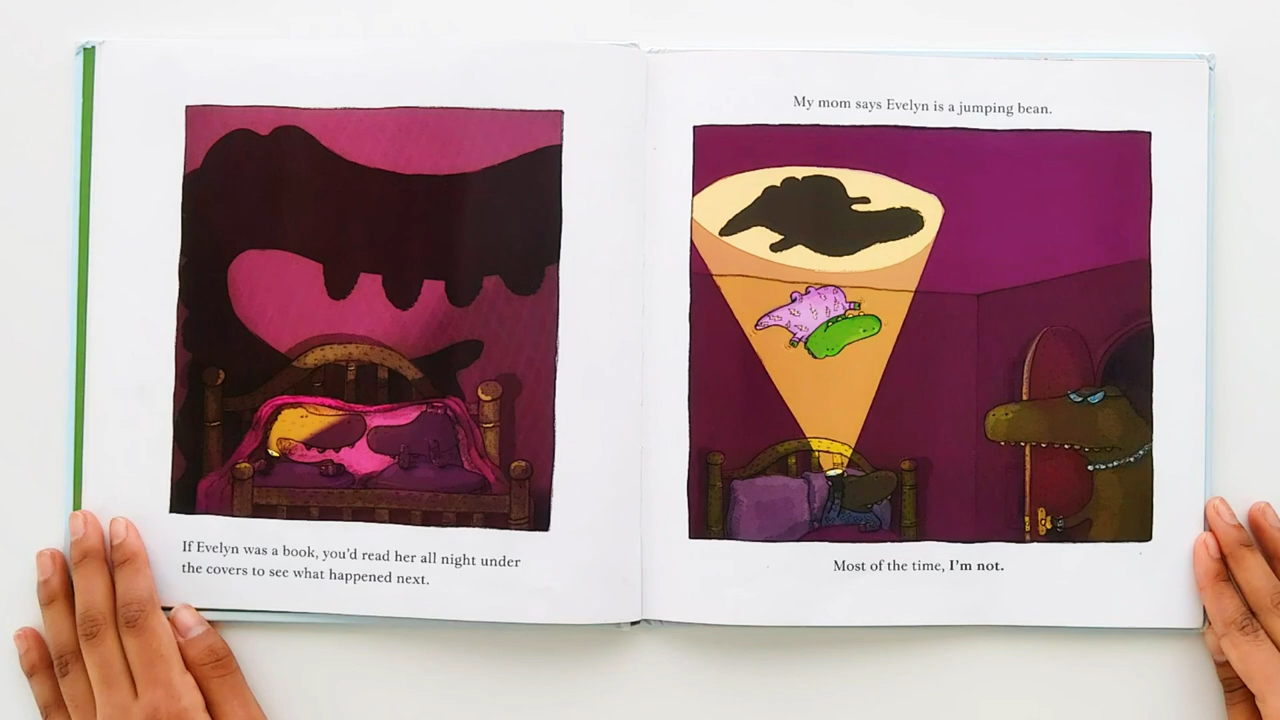 If Evelyn was a book, you'd read her all night under
the covers to see what happened next.
My mom says Evelyn is a jumping bean.
Most of the time, I'm not.